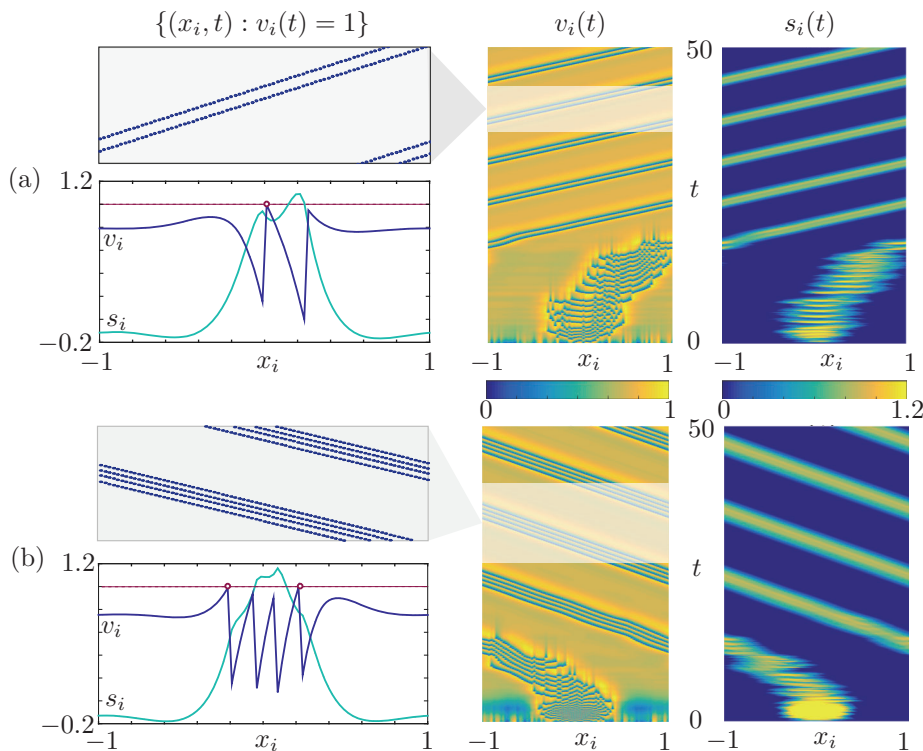 {(x_i, t) : v_i(t) = 1}
v_i(t)
s_i(t)
(a)
1.2
v_i
s_i
−0.2
−1
x_i
1
−1
x_i
1
50
t
0
−1
x_i
1
0
1
0
1.2
(b)
1.2
v_i
s_i
−0.2
−1
x_i
1
−1
x_i
1
50
t
0
−1
x_i
1